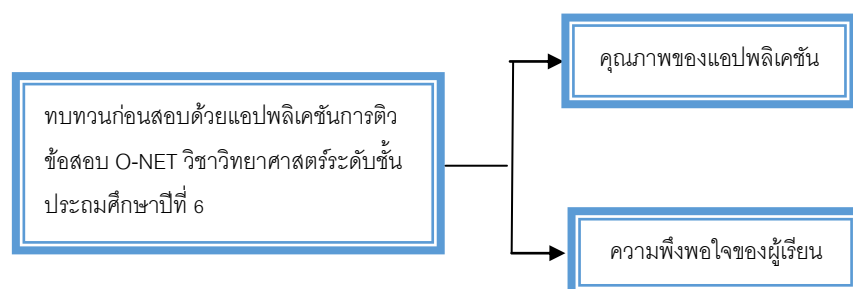 คุณภาพของแอปพลิเคชัน
ทบทวนก่อนสอบด้วยแอปพลิเคชันการติว
ข้อสอบ O-NET วิชาวิทยาศาสตร์ระดับชั้น
ประถมศึกษาปีที่ 6
ความพึงพอใจของผู้เรียน